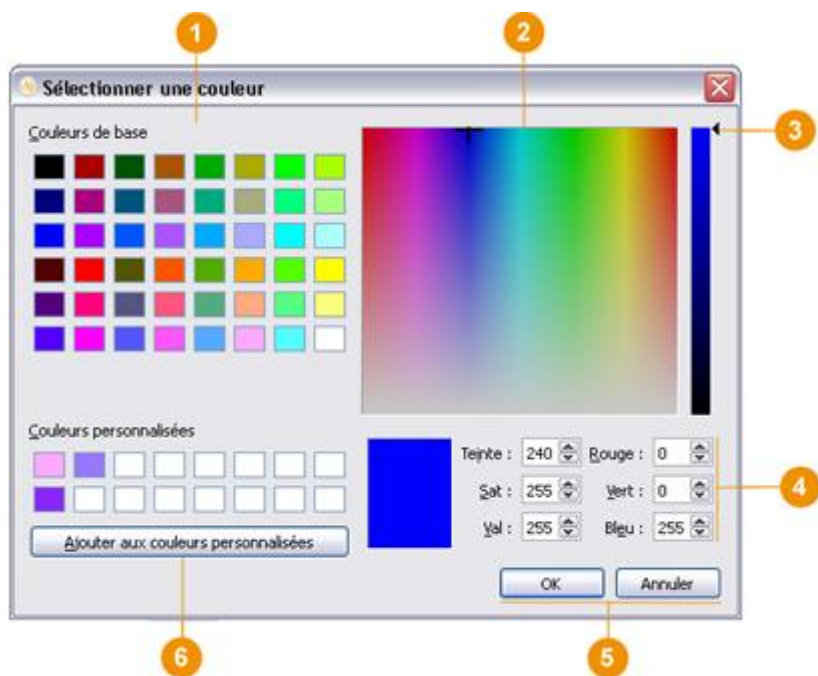 1
2
Sélectionner une couleur
Couleurs de base
3
Couleurs personnalisées
Teinte : 240 Rouge : 0
Sat : 255 Vert : 0
Val : 255 Bleu : 255
4
Ajouter aux couleurs personnalisées
OK Annuler
6
5